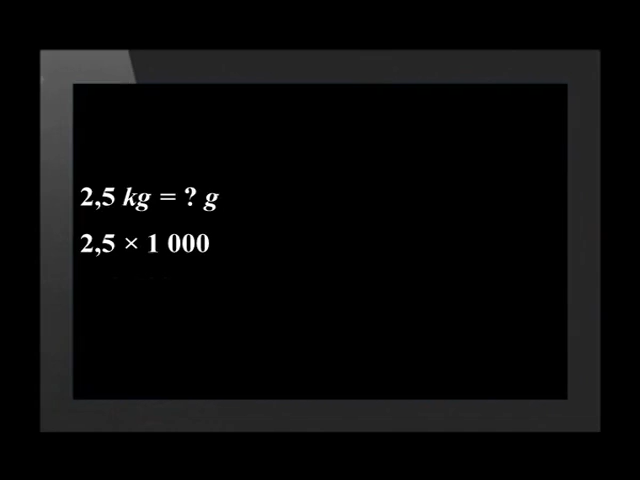 2,5 kg = ? g
2,5 × 1 000